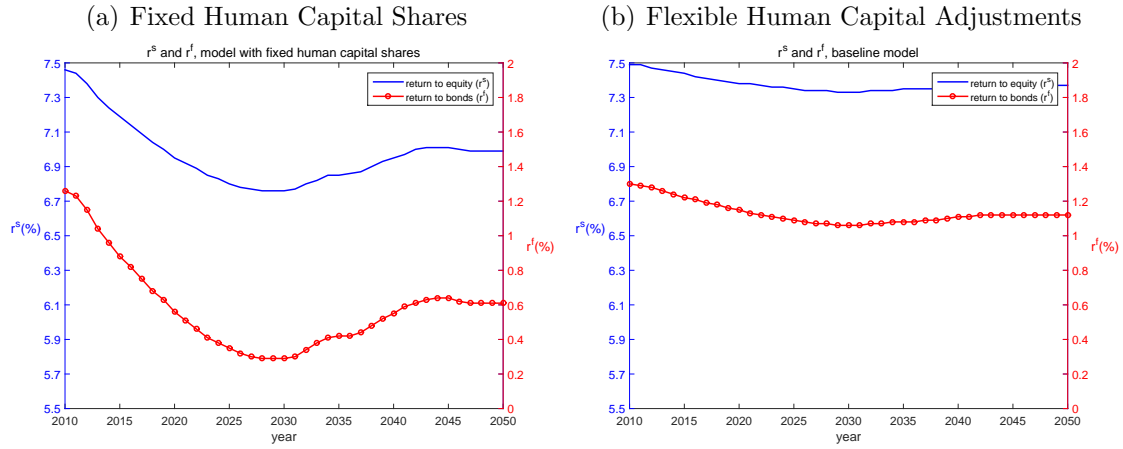 (a) Fixed Human Capital Shares
r^s and r^f, model with fixed human capital shares
return to equity (r^s)
return to bonds (r^f)
7.5
7.3
7.1
6.9
6.7
r^s(%)
6.5
6.3
6.1
5.9
5.7
5.5
2
1.8
1.6
1.4
1.2
1
r^f(%)
0.8
0.6
0.4
0.2
0
2010 2015 2020 2025 2030 2035 2040 2045 2050
year
(b) Flexible Human Capital Adjustments
r^s and r^f, baseline model
return to equity (r^s)
return to bonds (r^f)
7.5
7.3
7.1
6.9
6.7
r^s(%)
6.5
6.3
6.1
5.9
5.7
5.5
2
1.8
1.6
1.4
1.2
1
r^f(%)
0.8
0.6
0.4
0.2
0
2010 2015 2020 2025 2030 2035 2040 2045 2050
year